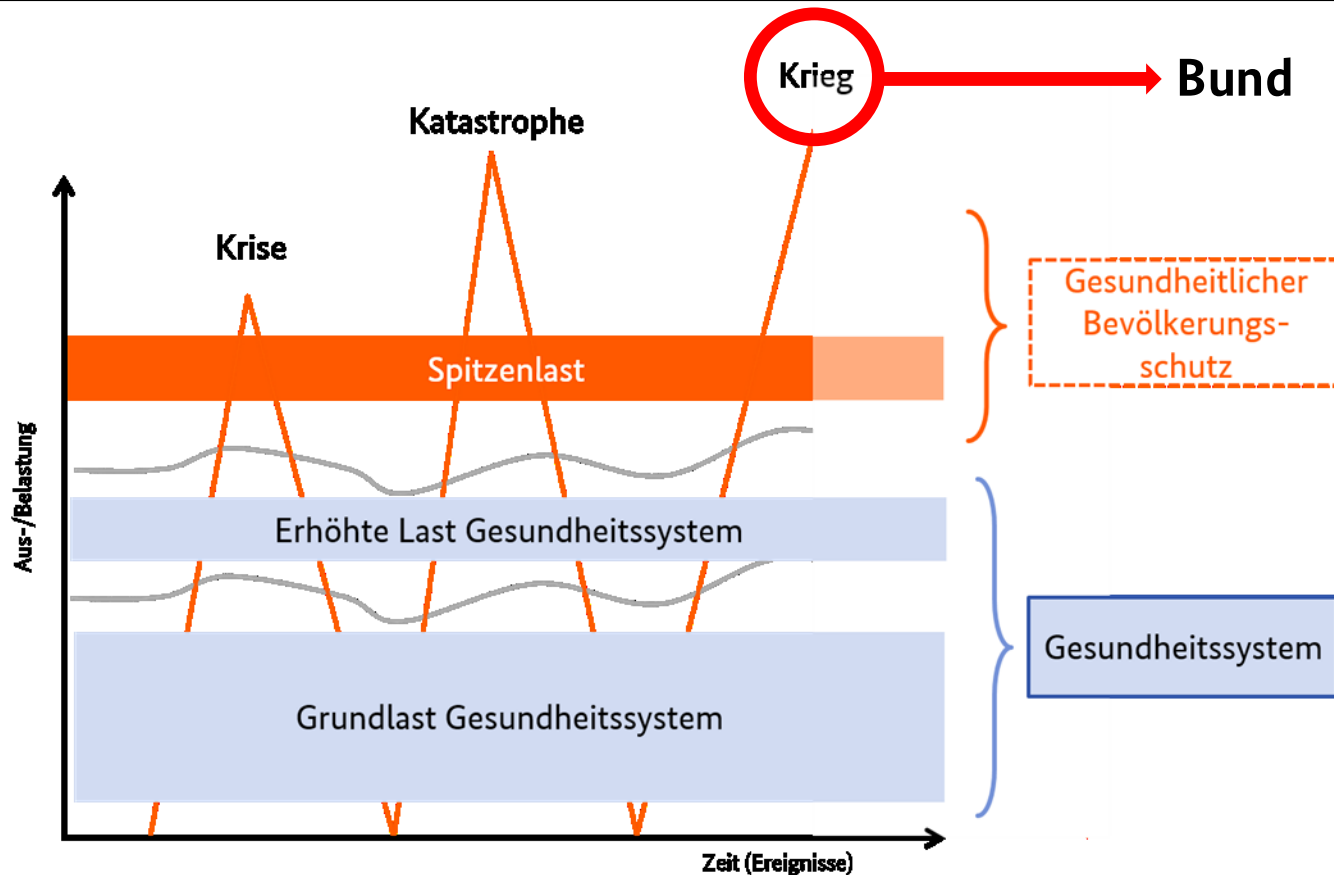 Krieg
Bund
Katastrophe
Krise
Gesundheitlicher
Bevölkerungs-
schutz
Spitzenlast
Aus-/Belastung
Erhöhte Last Gesundheitssystem
Gesundheitssystem
Grundlast Gesundheitssystem
Zeit (Ereignisse)